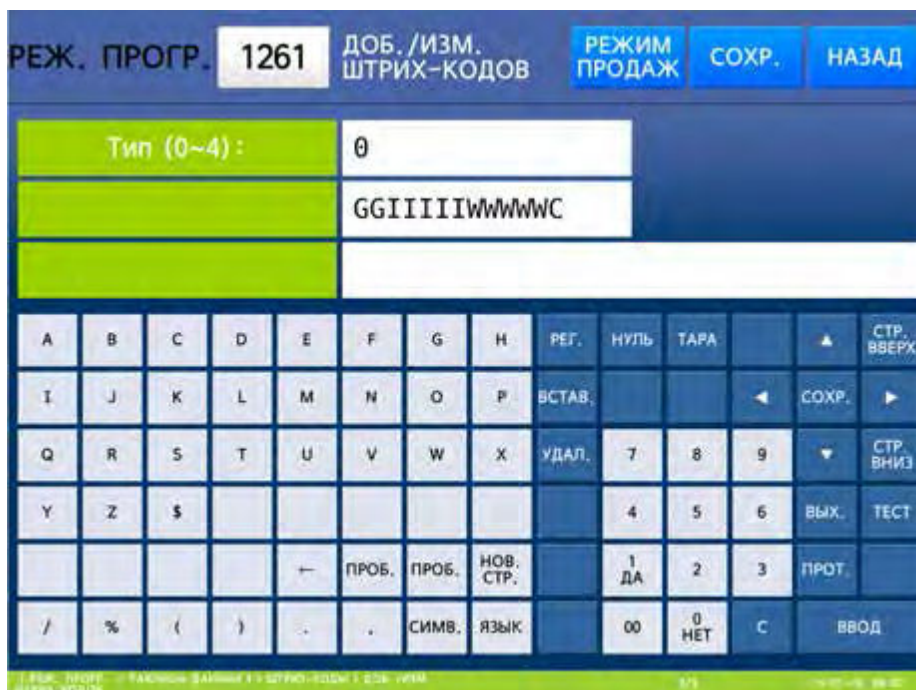 РЕЖ. ПРОГР. 1261 ДОБ./ИЗМ. ШТРИХ-КОДОВ РЕЖИМ ПРОДАЖ СОХР. НАЗАД
Тип (0~4): 0
GGIIIIIWWWWWC
A B C D E F G H РЕГ. НУЛЬ ТАРА ▲ СТР. ВВЕРХ
I J K L M N O P ВСТАВ. ◄ СОХР. ►
Q R S T U V W X УДАЛ. 7 8 9 ▼ СТР. ВНИЗ
Y Z $ 4 5 6 ВЫХ. ТЕСТ
← ПРОБ. ПРОБ. НОВ. СТР. 1 ДА 2 3 ПРОТ.
/ % ( ) . , СИМВ. ЯЗЫК 00 0 НЕТ C ВВОД